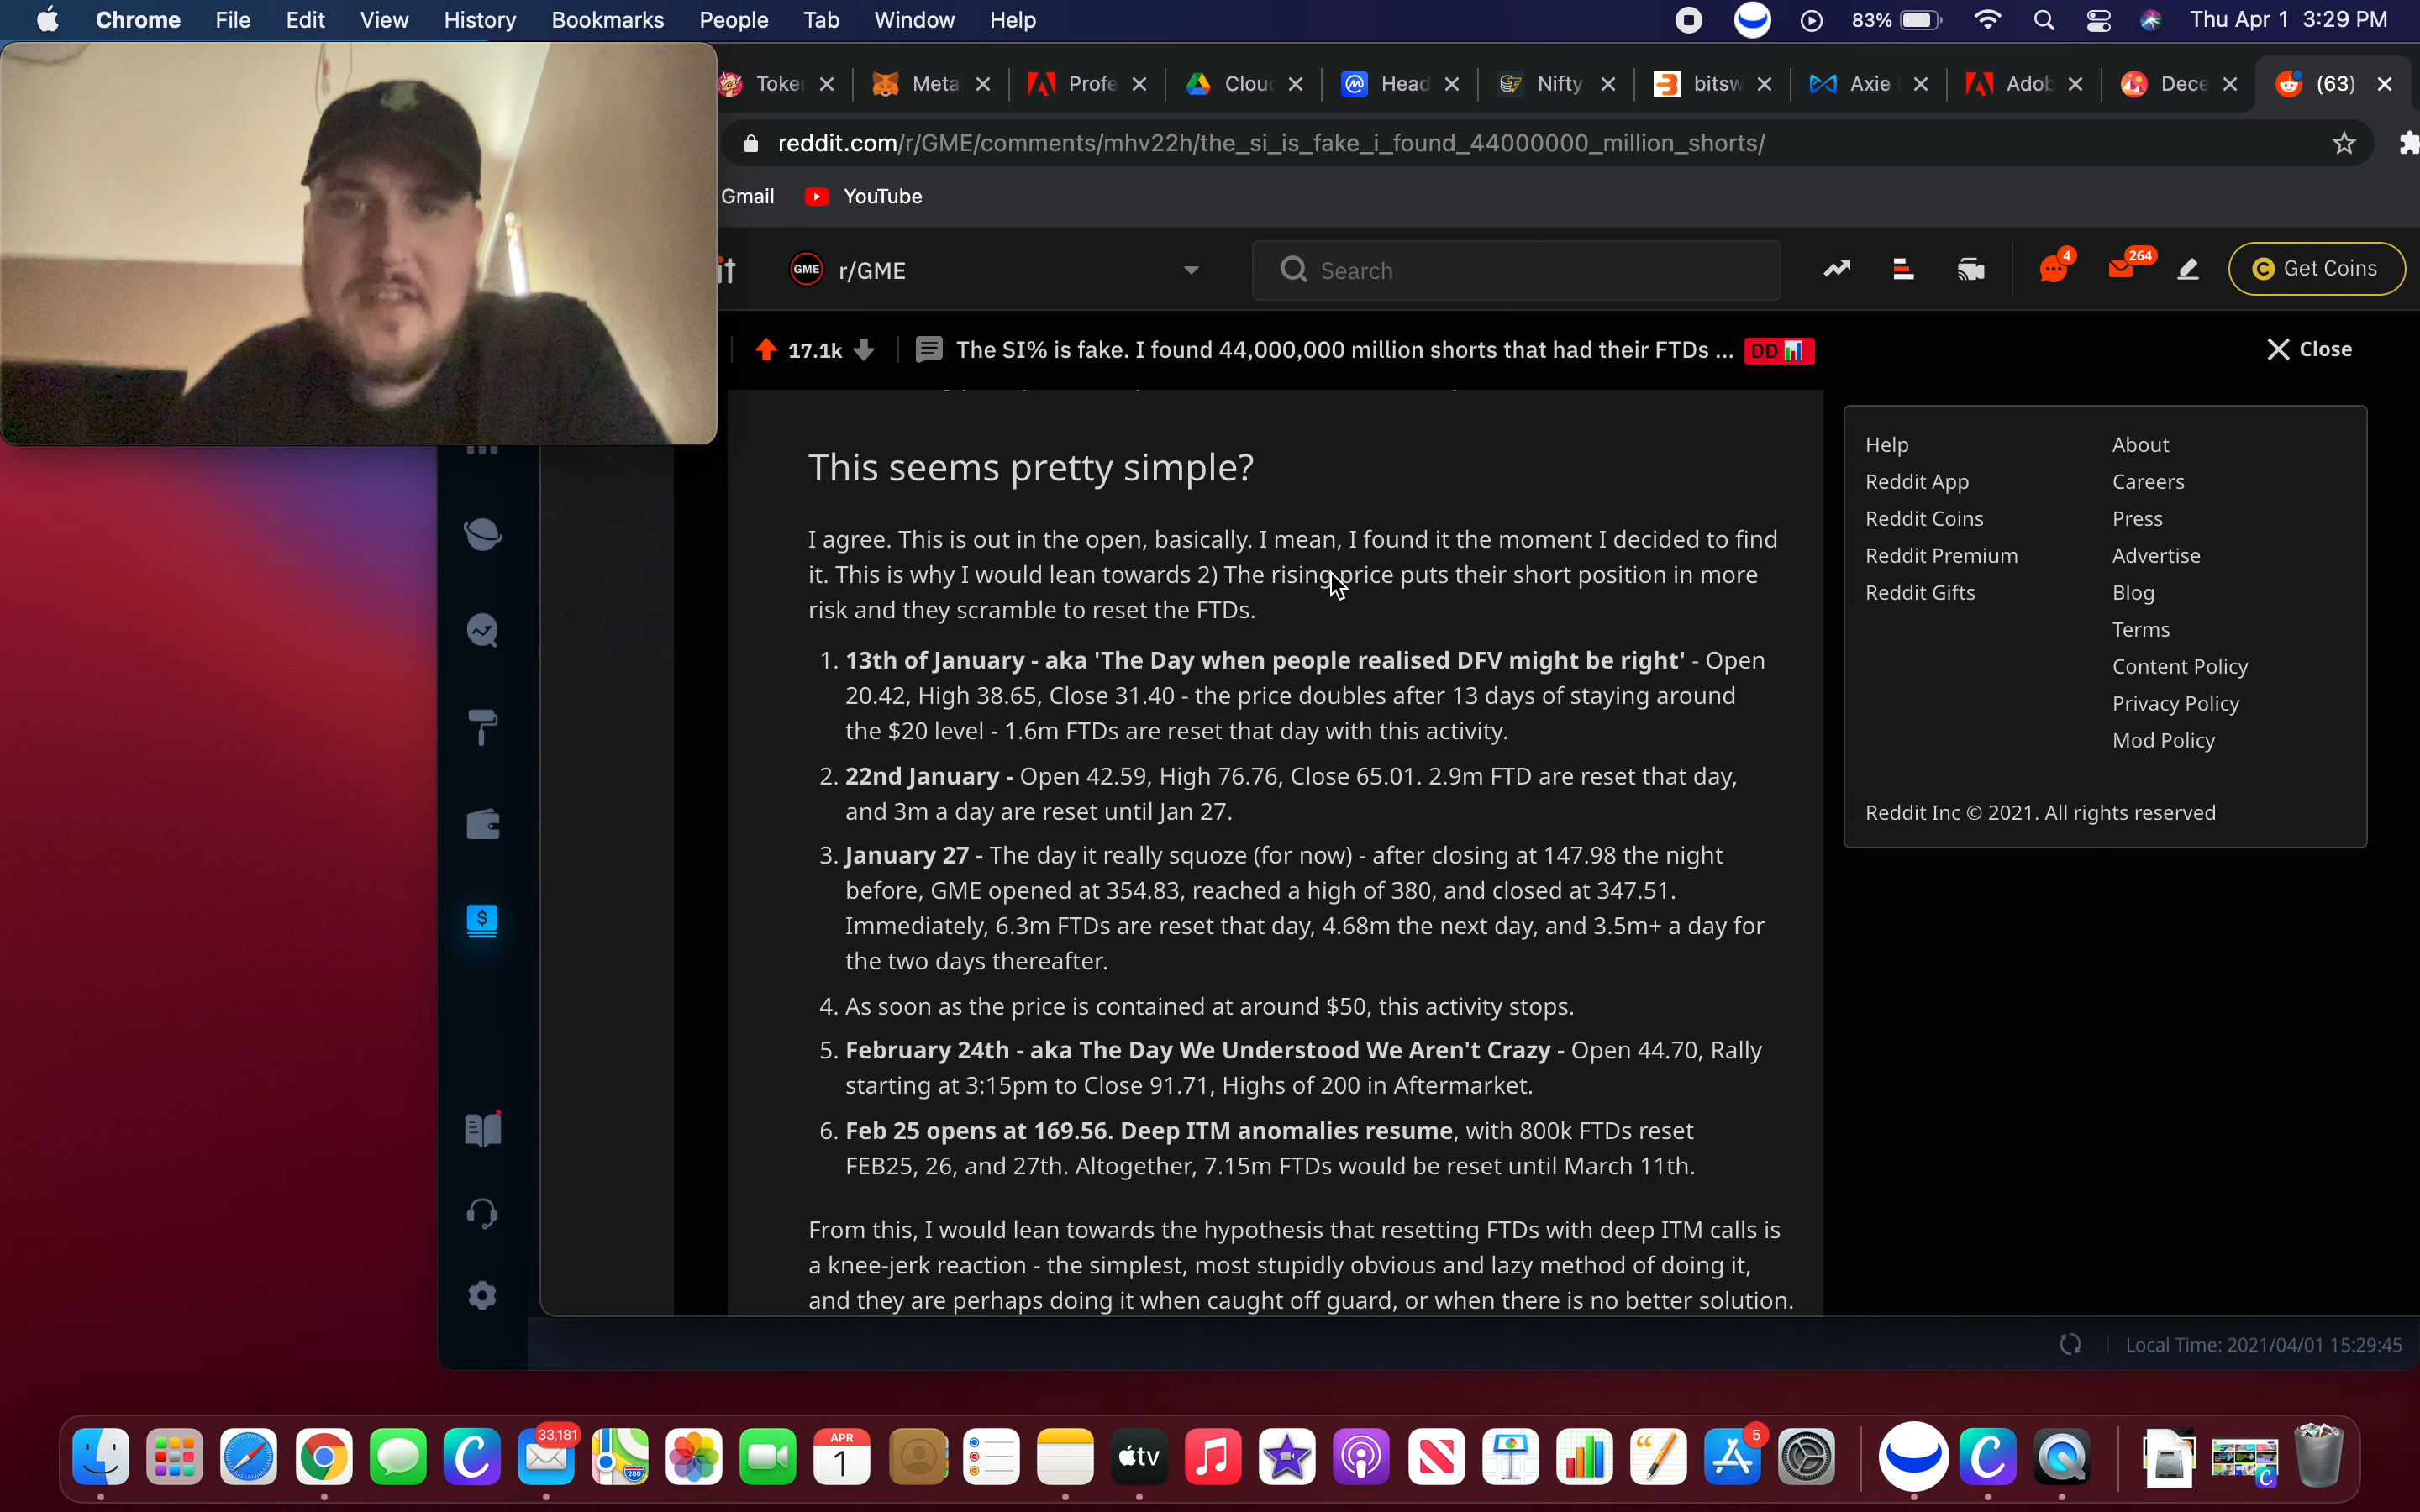 Chrome File Edit View History Bookmarks People Tab Window Help 83% Thu Apr 1 3:29 PM
Toke Meta Profe Clou Head Nifty bitsw Axie Adob Dece (63)
reddit.com/r/GME/comments/mhv22h/the_si_is_fake_i_found_44000000_million_shorts/
Gmail YouTube
it GME r/GME Search 4 264 Get Coins
17.1k The SI% is fake. I found 44,000,000 million shorts that had their FTDs ... DD Close
This seems pretty simple?
I agree. This is out in the open, basically. I mean, I found it the moment I decided to find
it. This is why I would lean towards 2) The rising price puts their short position in more
risk and they scramble to reset the FTDs.
1. 13th of January - aka 'The Day when people realised DFV might be right' - Open
20.42, High 38.65, Close 31.40 - the price doubles after 13 days of staying around
the $20 level - 1.6m FTDs are reset that day with this activity.
2. 22nd January - Open 42.59, High 76.76, Close 65.01. 2.9m FTD are reset that day,
and 3m a day are reset until Jan 27.
3. January 27 - The day it really squoze (for now) - after closing at 147.98 the night
before, GME opened at 354.83, reached a high of 380, and closed at 347.51.
Immediately, 6.3m FTDs are reset that day, 4.68m the next day, and 3.5m+ a day for
the two days thereafter.
4. As soon as the price is contained at around $50, this activity stops.
5. February 24th - aka The Day We Understood We Aren't Crazy - Open 44.70, Rally
starting at 3:15pm to Close 91.71, Highs of 200 in Aftermarket.
6. Feb 25 opens at 169.56. Deep ITM anomalies resume, with 800k FTDs reset
FEB25, 26, and 27th. Altogether, 7.15m FTDs would be reset until March 11th.
From this, I would lean towards the hypothesis that resetting FTDs with deep ITM calls is
a knee-jerk reaction - the simplest, most stupidly obvious and lazy method of doing it,
and they are perhaps doing it when caught off guard, or when there is no better solution.
Help About
Reddit App Careers
Reddit Coins Press
Reddit Premium Advertise
Reddit Gifts Blog
Terms
Content Policy
Privacy Policy
Mod Policy
Reddit Inc © 2021. All rights reserved
Local Time: 2021/04/01 15:29:45
33,181 APR 1 tv 5
280